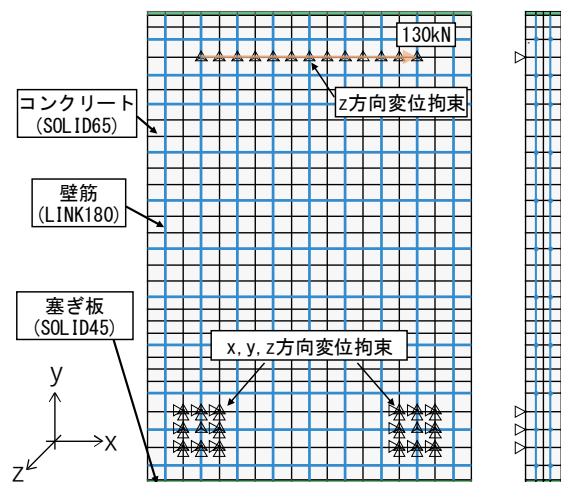 130kN
z方向変位拘束
コンクリート
(SOLID65)
壁筋
(LINK180)
塞ぎ板
(SOLID45)
x,y,z方向変位拘束
y
x
z